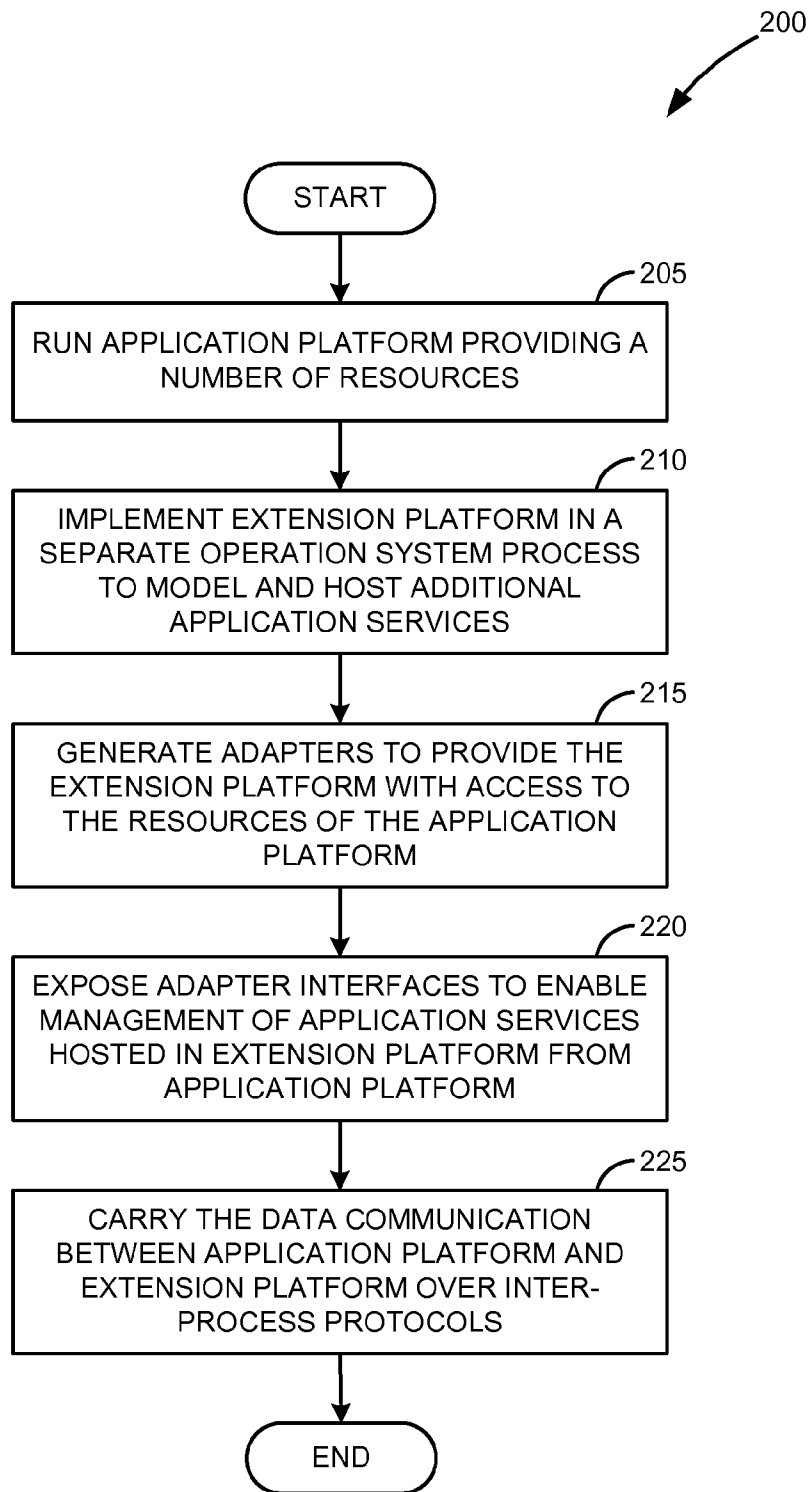 200
START
205
RUN APPLICATION PLATFORM PROVIDING A
NUMBER OF RESOURCES
210
IMPLEMENT EXTENSION PLATFORM IN A
SEPARATE OPERATION SYSTEM PROCESS
TO MODEL AND HOST ADDITIONAL
APPLICATION SERVICES
215
GENERATE ADAPTERS TO PROVIDE THE
EXTENSION PLATFORM WITH ACCESS TO
THE RESOURCES OF THE APPLICATION
PLATFORM
220
EXPOSE ADAPTER INTERFACES TO ENABLE
MANAGEMENT OF APPLICATION SERVICES
HOSTED IN EXTENSION PLATFORM FROM
APPLICATION PLATFORM
225
CARRY THE DATA COMMUNICATION
BETWEEN APPLICATION PLATFORM AND
EXTENSION PLATFORM OVER INTER-
PROCESS PROTOCOLS
END